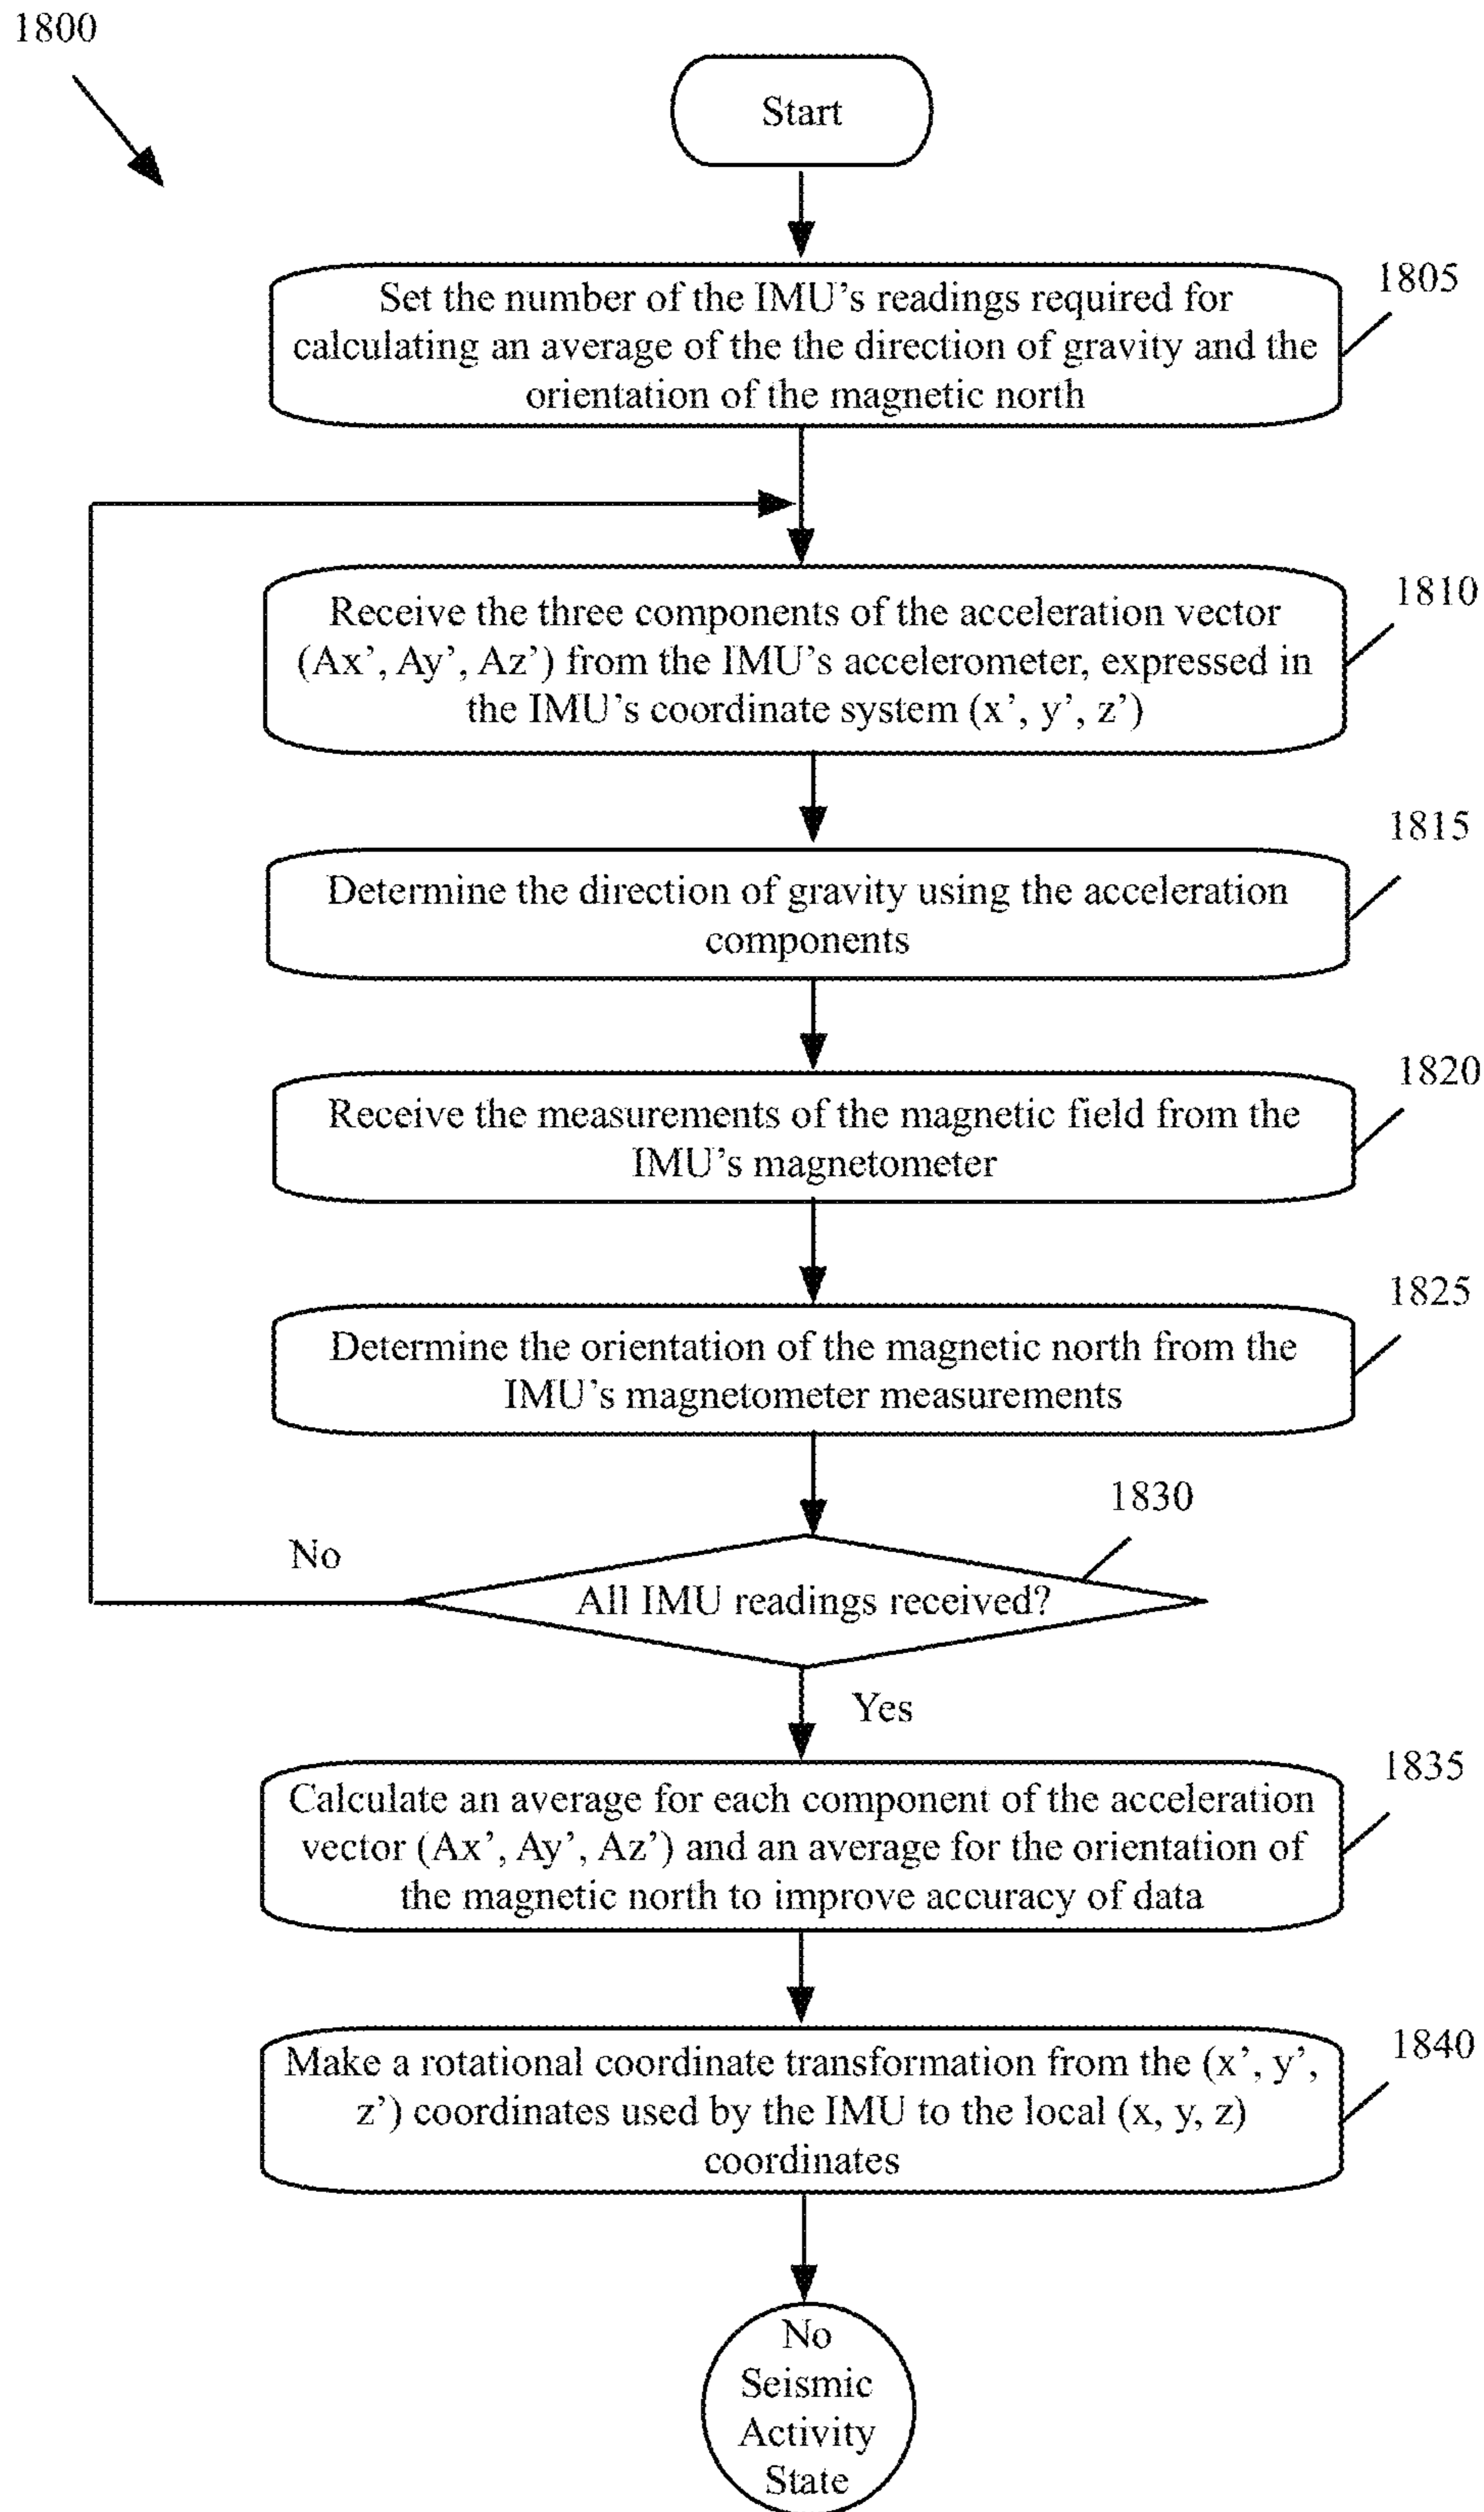 1800
Start
1805
Set the number of the IMU’s readings required for
calculating an average of the the direction of gravity and the
orientation of the magnetic north
1810
Receive the three components of the acceleration vector
(Ax’, Ay’, Az’) from the IMU’s accelerometer, expressed in
the IMU’s coordinate system (x’, y’, z’)
1815
Determine the direction of gravity using the acceleration
components
1820
Receive the measurements of the magnetic field from the
IMU’s magnetometer
1825
Determine the orientation of the magnetic north from the
IMU’s magnetometer measurements
1830
No
All IMU readings received?
Yes
1835
Calculate an average for each component of the acceleration
vector (Ax’, Ay’, Az’) and an average for the orientation of
the magnetic north to improve accuracy of data
1840
Make a rotational coordinate transformation from the (x’, y’,
z’) coordinates used by the IMU to the local (x, y, z)
coordinates
No
Seismic
Activity
State